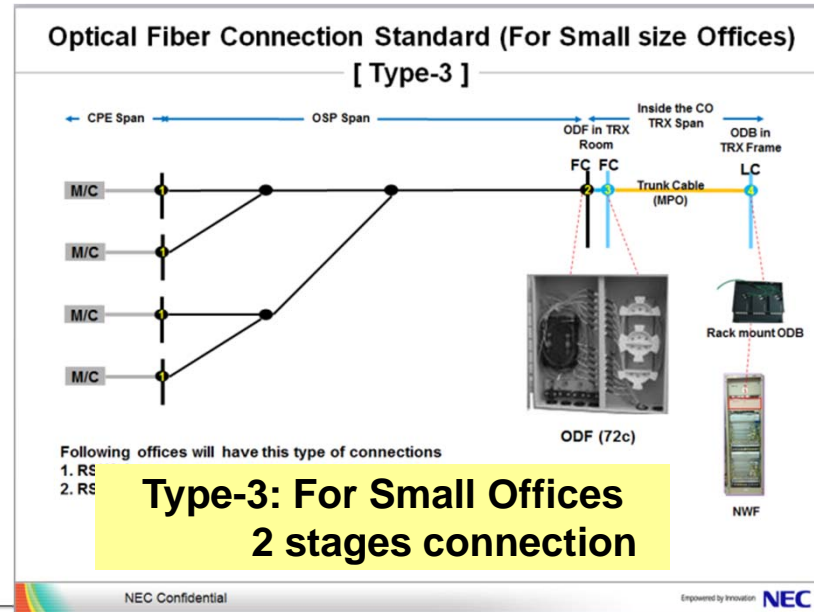 Optical Fiber Connection Standard (For Small size Offices)
[ Type-3 ]
CPE Span
OSP Span
Inside the CO
TRX Span
ODF in TRX
Room
ODB in
TRX Frame
FC FC
LC
M/C
1
2
3
Trunk Cable
(MPO)
4
M/C
1
M/C
1
M/C
1
Rack mount ODB
ODF (72c)
NWF
Following offices will have this type of connections
1. RS
2. RS
Type-3: For Small Offices
2 stages connection
NEC Confidential
Empowered by Innovation NEC